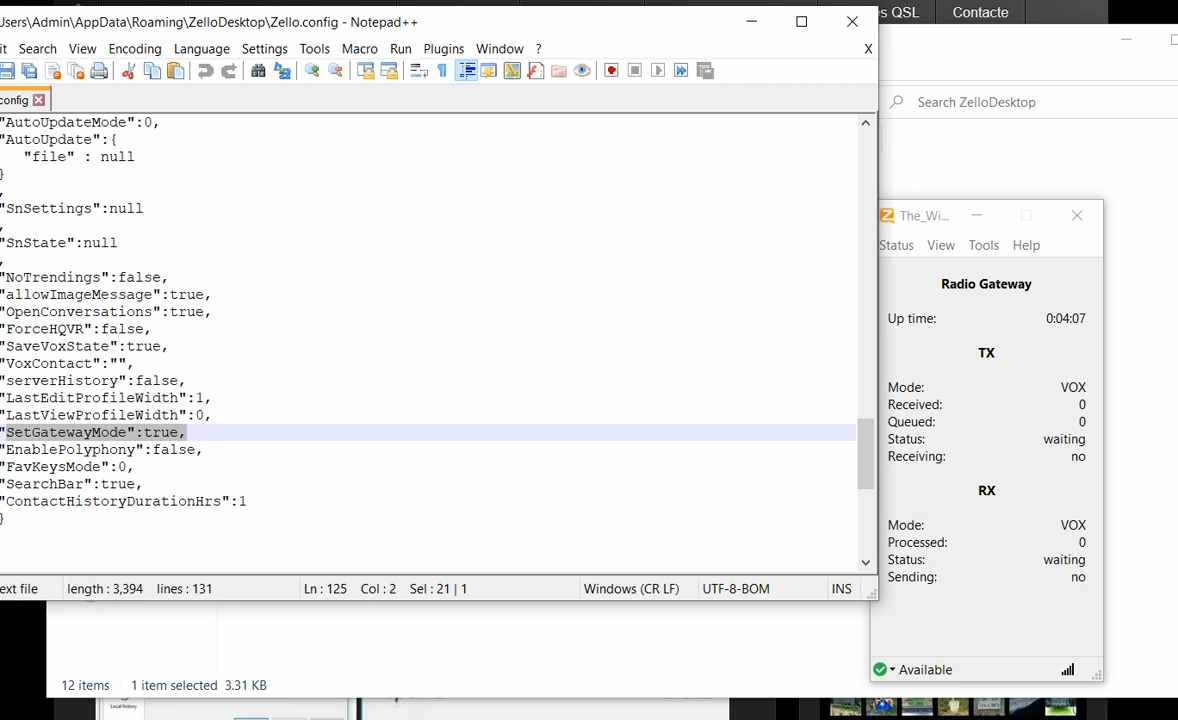 es QSL Contacte
Users\Admin\AppData\Roaming\ZelloDesktop\Zello.config - Notepad++
it Search View Encoding Language Settings Tools Macro Run Plugins Window ? X
config
"AutoUpdateMode":0,
"AutoUpdate":{
"file" : null
}
,
"SnSettings":null
,
"SnState":null
,
"NoTrendings":false,
"allowImageMessage":true,
"OpenConversations":true,
"ForceHQVR":false,
"SaveVoxState":true,
"VoxContact":"",
"serverHistory":false,
"LastEditProfileWidth":1,
"LastViewProfileWidth":0,
"SetGatewayMode":true,
"EnablePolyphony":false,
"FavKeysMode":0,
"SearchBar":true,
"ContactHistoryDurationHrs":1
}
ext file length : 3,394 lines : 131 Ln : 125 Col : 2 Sel : 21 | 1 Windows (CR LF) UTF-8-BOM INS
12 items 1 item selected 3.31 KB
Local history
Search ZelloDesktop
The_Wi...
Status View Tools Help
Radio Gateway
Up time: 0:04:07
TX
Mode: VOX
Received: 0
Queued: 0
Status: waiting
Receiving: no
RX
Mode: VOX
Processed: 0
Status: waiting
Sending: no
Available